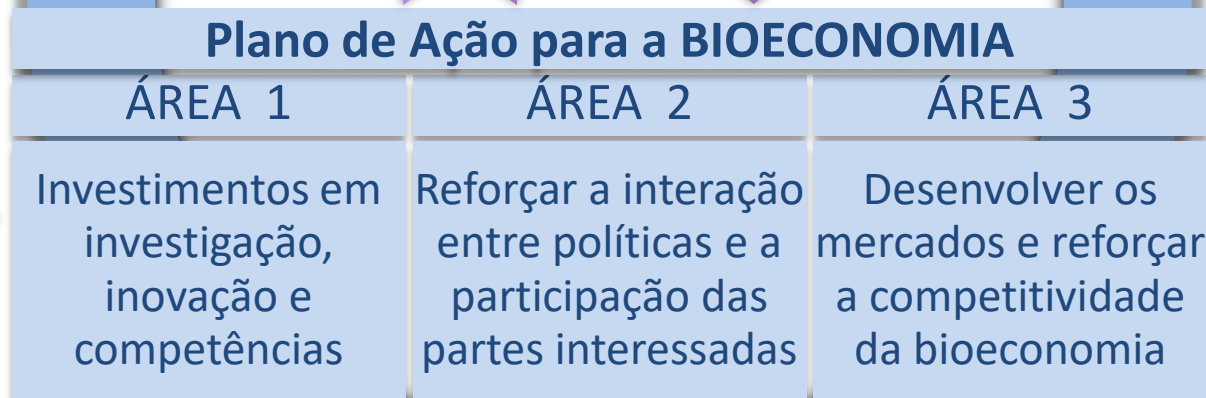 Plano de Ação para a BIOECONOMIA
ÁREA 1
ÁREA 2
ÁREA 3
Investimentos em
investigação,
inovação e
competências
Reforçar a interação
entre políticas e a
participação das
partes interessadas
Desenvolver os
mercados e reforçar
a competitividade
da bioeconomia